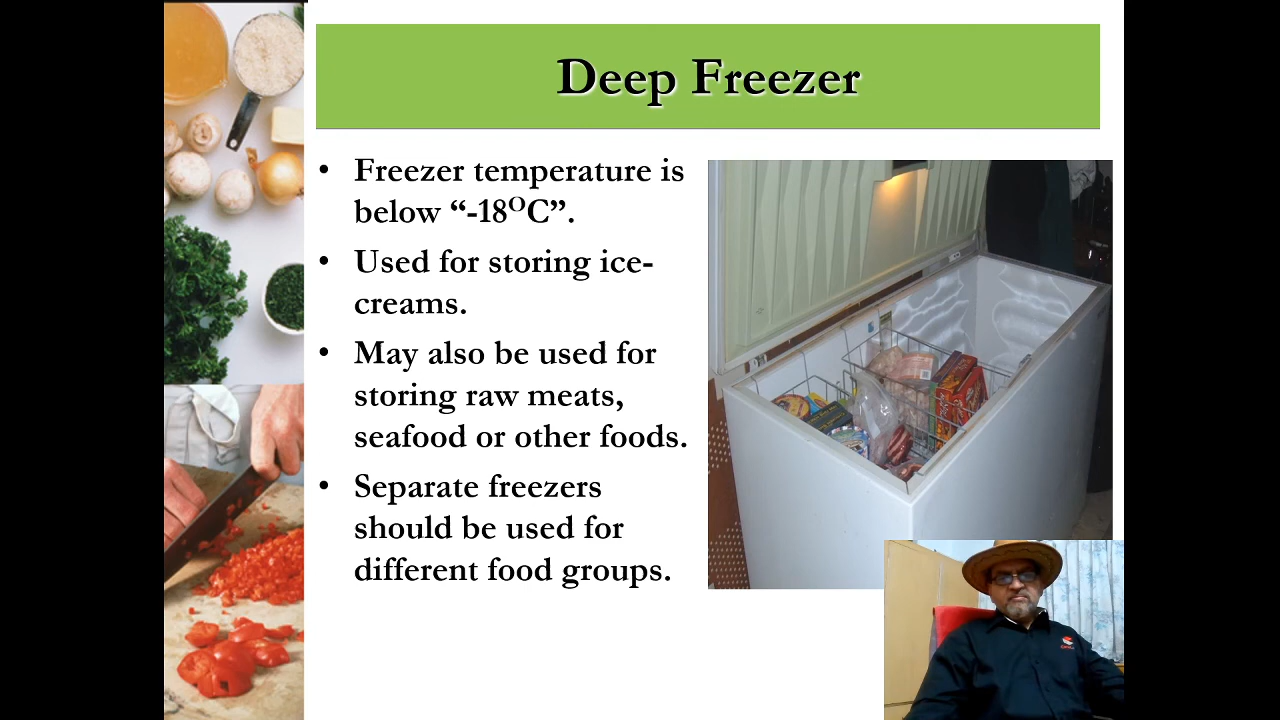 Deep Freezer
• Freezer temperature is
below “-18ᴼC”.
• Used for storing ice-
creams.
• May also be used for
storing raw meats,
seafood or other foods.
• Separate freezers
should be used for
different food groups.